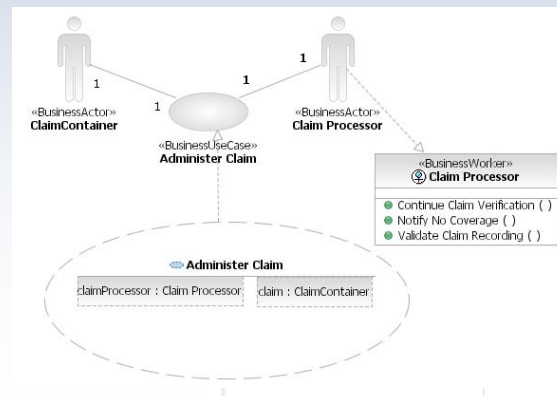 1
1
1
1
«BusinessActor»
ClaimContainer
«BusinessActor»
Claim Processor
«BusinessUseCase»
Administer Claim
«BusinessWorker»
Claim Processor
Continue Claim Verification ( )
Notify No Coverage ( )
Validate Claim Recording ( )
Administer Claim
claimProcessor : Claim Processor
claim : ClaimContainer